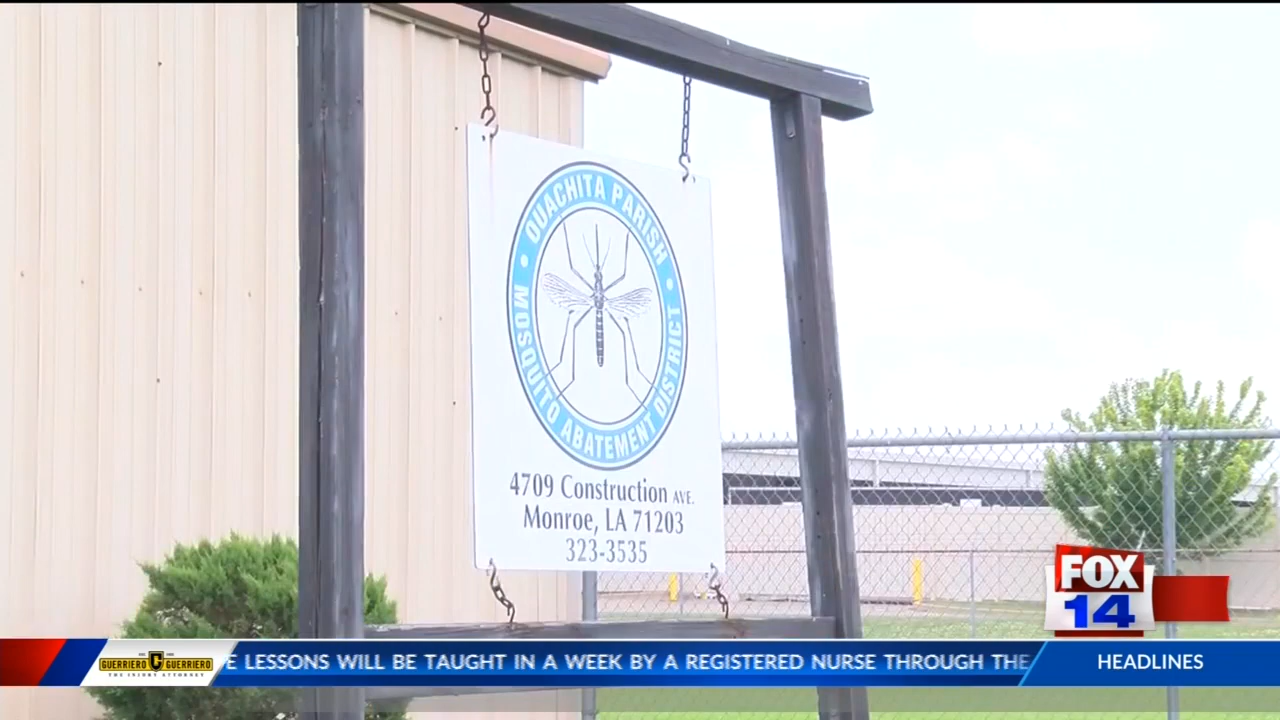 OUACHITA PARISH
MOSQUITO ABATEMENT DISTRICT
4709 Construction AVE.
Monroe, LA 71203
323-3535
FOX
14
GUERRIERO GUERRIERO
THE INJURY ATTORNEY
E LESSONS WILL BE TAUGHT IN A WEEK BY A REGISTERED NURSE THROUGH THE
HEADLINES